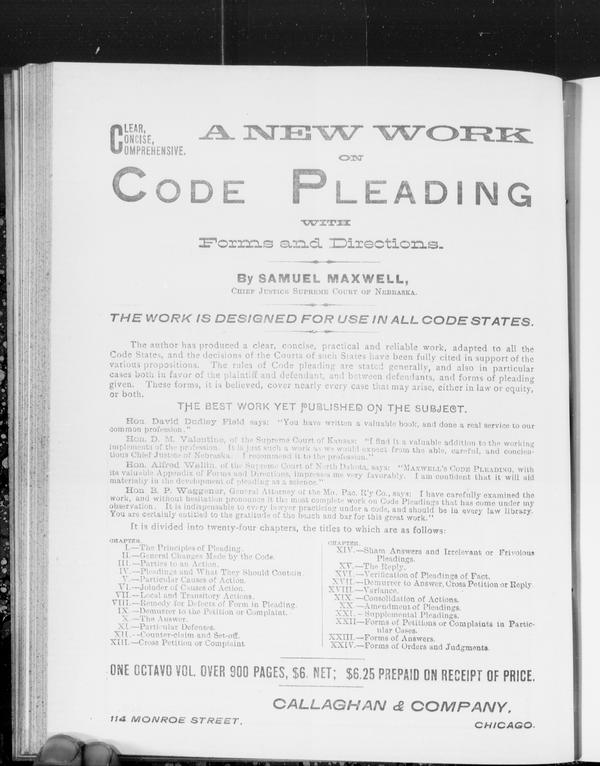 CLEAR,
CONCISE,
COMPREHENSIVE.
A NEW WORK
ON
CODE PLEADING
WITH
Forms and Directions.
By SAMUEL MAXWELL,
CHIEF JUSTICE SUPREME COURT OF NEBRASKA.
THE WORK IS DESIGNED FOR USE IN ALL CODE STATES.
The author has produced a clear, concise, practical and reliable work, adapted to all the
Code States, and the decisions of the Courts of such States have been fully cited in support of the
various propositions. The rules of Code pleading are stated generally, and also in particular
cases both in favor of the plaintiff and defendant, and between defendants, and forms of pleading
given. These forms, it is believed, cover nearly every case that may arise, either in law or equity,
or both.
THE BEST WORK YET PUBLISHED ON THE SUBJECT.
Hon. David Dudley Field says: "You have written a valuable book, and done a real service to our
common profession."
Hon. D. M. Valentine, of the Supreme Court of Kansas: "I find it a valuable addition to the working
implements of the profession. It is just such a work as we would expect from the able, careful, and conscien-
tious Chief Justice of Nebraska. I recommend it to the profession."
Hon. Alfred Wallin, of the Supreme Court of North Dakota, says: "MAXWELL'S CODE PLEADING, with
its valuable Appendix of Forms and Directions, impresses me very favorably. I am confident that it will aid
materially in the development of pleading as a science."
Hon B. P. Waggener, General Attorney of the Mo. Pac. R'y Co., says: I have carefully examined the
work, and without hesitation pronounce it the most complete work on Code Pleadings that has come under my
observation. It is indispensable to every lawyer practicing under a code, and should be in every law library.
You are certainly entitled to the gratitude of the bench and bar for this great work."
It is divided into twenty-four chapters, the titles to which are as follows:
CHAPTER.
I.—The Principles of Pleading.
II.—General Changes Made by the Code.
III.—Parties to an Action.
IV.—Pleadings and What They Should Contain.
V.—Particular Causes of Action.
VI.—Joinder of Causes of Action.
VII.—Local and Transitory Actions.
VIII.—Remedy for Defects of Form in Pleading.
IX—Demurrer to the Petition or Complaint.
X.—The Answer.
XI.—Particular Defenses.
XII.—Counter-claim and Set-off.
XIII.—Cross Petition or Complaint
CHAPTER.
XIV.—Sham Answers and Irrelevant or Frivolous
Pleadings.
XV.—The Reply.
XVI.—Verification of Pleadings of Fact.
XVII.—Demurrer to Answer, Cross Petition or Reply
XVIII.—Variance.
XIX—Consolidation of Actions.
XX—Amendment of Pleadings.
XXI.—Supplemental Pleadings.
XXII—Forms of Petitions or Complaints in Partic-
ular Cases.
XXIII.—Forms of Answers.
XXIV.—Forms of Orders and Judgments.
ONE OCTAVO VOL. OVER 900 PAGES, $6. NET; $6.25 PREPAID ON RECEIPT OF PRICE.
CALLAGHAN & COMPANY,
114 MONROE STREET,
CHICAGO.